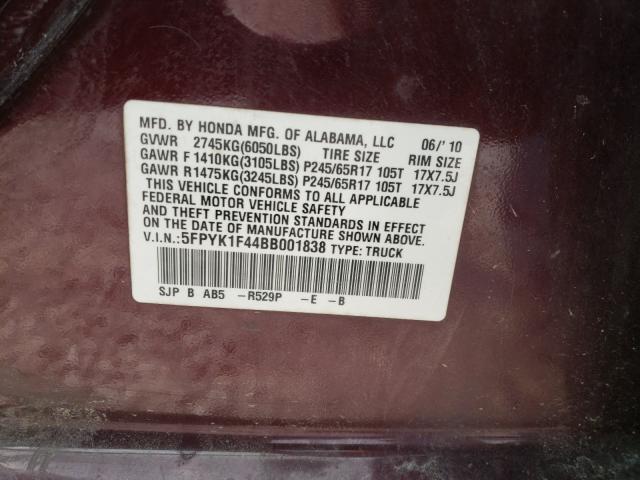 MFD. BY HONDA MFG. OF ALABAMA, LLC 06/'10
GVWR 2745KG(6050LBS) TIRE SIZE RIM SIZE
GAWR F 1410KG(3105LBS) P245/65R17 105T 17X7.5J
GAWR R1475KG(3245LBS) P245/65R17 105T 17X7.5J
THIS VEHICLE CONFORMS TO ALL APPLICABLE
FEDERAL MOTOR VEHICLE SAFETY
AND THEFT PREVENTION STANDARDS IN EFFECT
ON THE DATE OF MANUFACTURE SHOWN ABOVE.
V.I.N.:5FPYK1F44BB001838 TYPE: TRUCK
SJP B AB5 -R529P -E -B